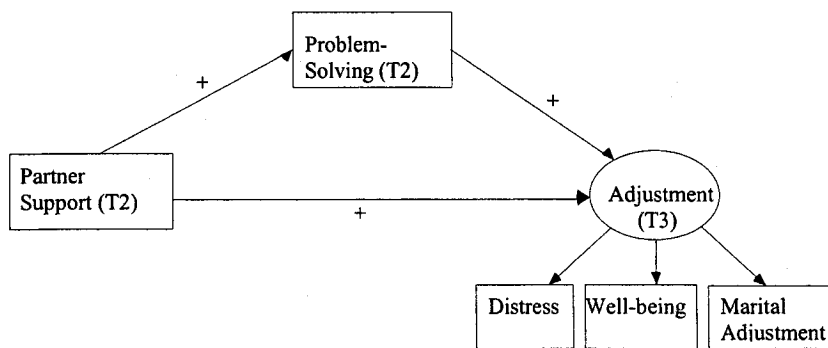 Problem-
Solving (T2)
+
+
Partner
Support (T2)
+
Adjustment
(T3)
Distress
Well-being
Marital
Adjustment